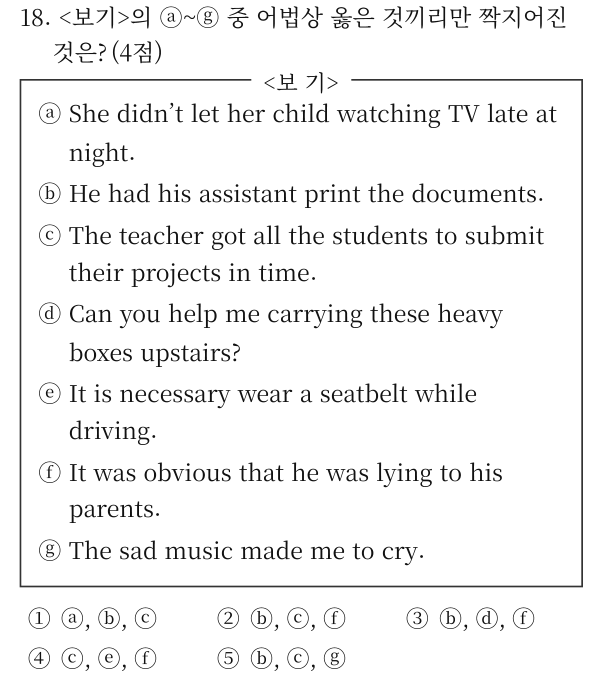 18. <보기>의 ⓐ~ⓖ 중 어법상 옳은 것끼리만 짝지어진
것은? (4점)
<보 기>
ⓐ She didn’t let her child watching TV late at
night.
ⓑ He had his assistant print the documents.
ⓒ The teacher got all the students to submit
their projects in time.
ⓓ Can you help me carrying these heavy
boxes upstairs?
ⓔ It is necessary wear a seatbelt while
driving.
ⓕ It was obvious that he was lying to his
parents.
ⓖ The sad music made me to cry.
① ⓐ, ⓑ, ⓒ ② ⓑ, ⓒ, ⓕ ③ ⓑ, ⓓ, ⓕ
④ ⓒ, ⓔ, ⓕ ⑤ ⓑ, ⓒ, ⓖ